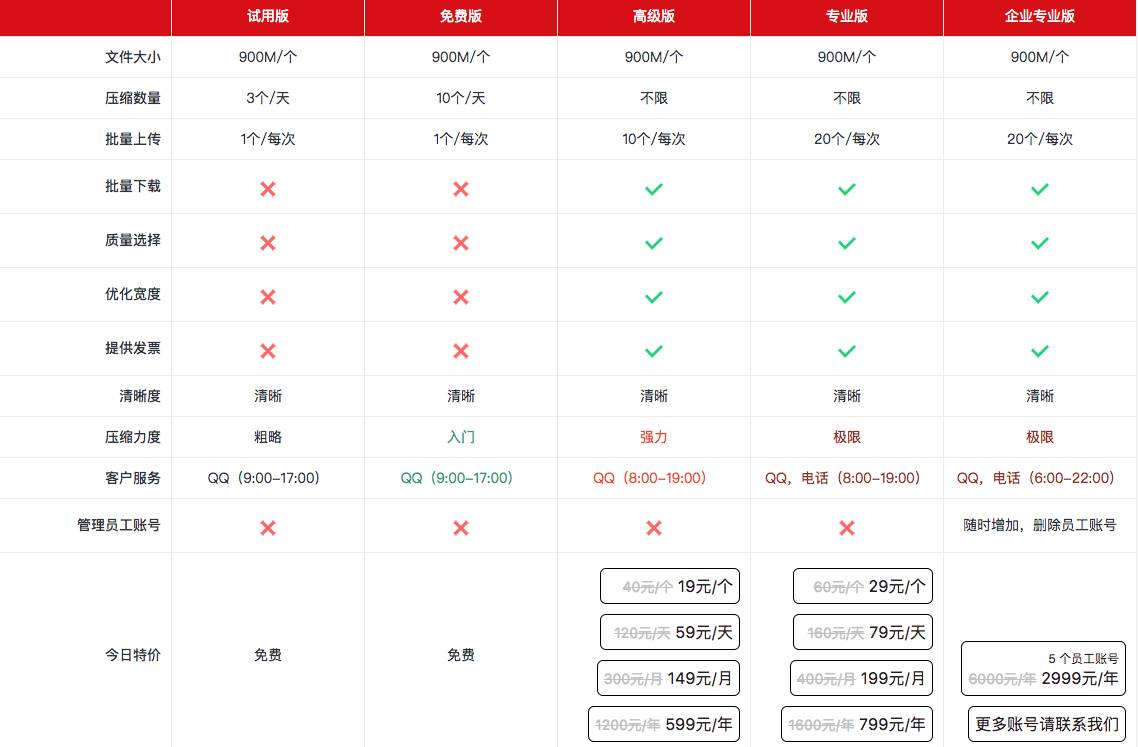 试用版 免费版 高级版 专业版 企业专业版
文件大小 900M/个 900M/个 900M/个 900M/个 900M/个
压缩数量 3个/天 10个/天 不限 不限 不限
批量上传 1个/每次 1个/每次 10个/每次 20个/每次 20个/每次
批量下载
质量选择
优化宽度
提供发票
清晰度 清晰 清晰 清晰 清晰 清晰
压缩力度 粗略 入门 强力 极限 极限
客户服务 QQ（9:00–17:00） QQ（9:00–17:00） QQ（8:00–19:00） QQ，电话（8:00–19:00） QQ，电话（6:00–22:00）
管理员工账号 随时增加，删除员工账号
今日特价 免费 免费
40元/个 19元/个
120元/天 59元/天
300元/月 149元/月
1200元/年 599元/年
60元/个 29元/个
160元/天 79元/天
400元/月 199元/月
1600元/年 799元/年
5 个员工账号
6000元/年 2999元/年
更多账号请联系我们